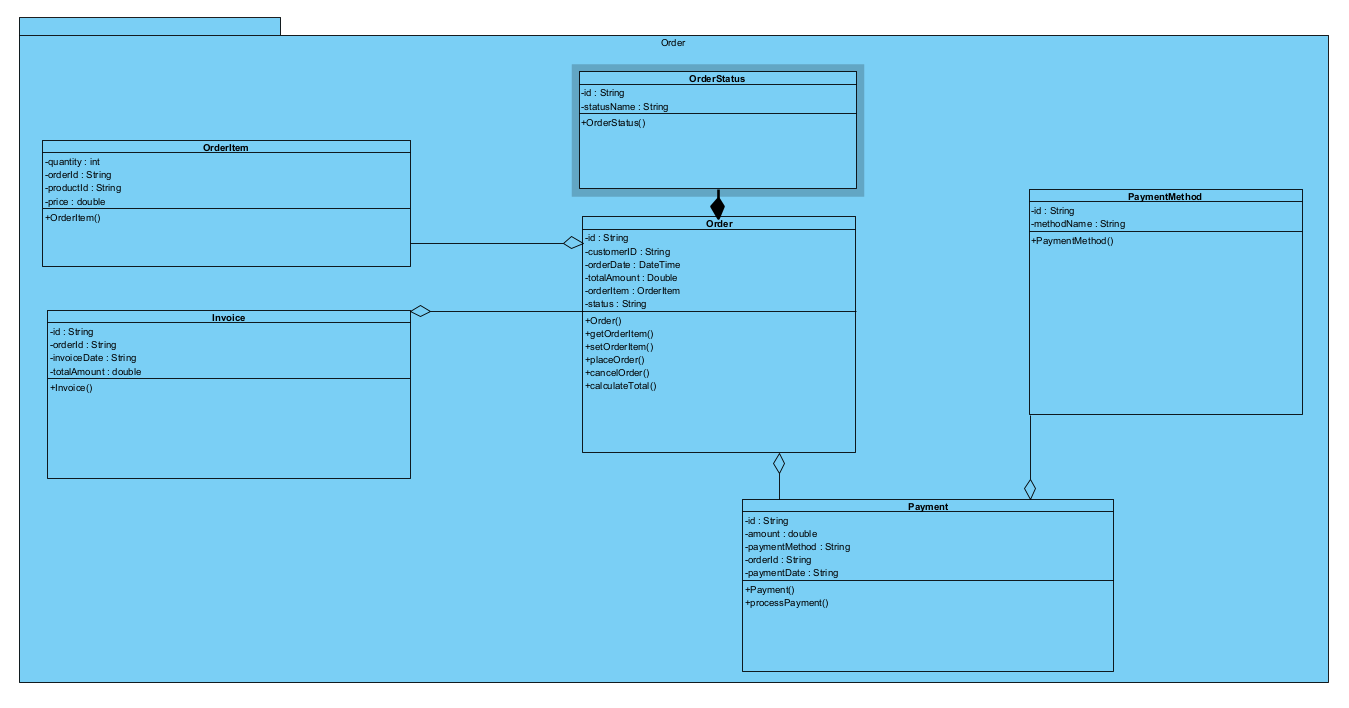 Order
OrderStatus
-id : String
-statusName : String
+OrderStatus()
OrderItem
-quantity : int
-orderId : String
-productId : String
-price : double
+OrderItem()
PaymentMethod
-id : String
-methodName : String
+PaymentMethod()
Order
-id : String
-customerID : String
-orderDate : DateTime
-totalAmount : Double
-orderItem : OrderItem
-status : String
+Order()
+getOrderItem()
+setOrderItem()
+placeOrder()
+cancelOrder()
+calculateTotal()
Invoice
-id : String
-orderId : String
-invoiceDate : String
-totalAmount : double
+Invoice()
Payment
-id : String
-amount : double
-paymentMethod : String
-orderId : String
-paymentDate : String
+Payment()
+processPayment()